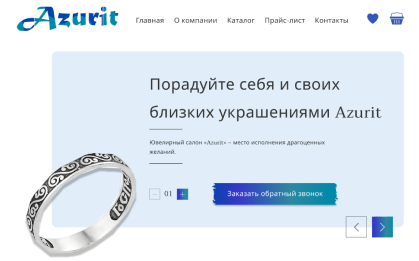 Azurit
Главная О компании Каталог Прайс-лист Контакты
Порадуйте себя и своих
близких украшениями Azurit
Ювелирный салон «Azurit» – место исполнения драгоценных
желаний.
– 01 +
Заказать обратный звонок